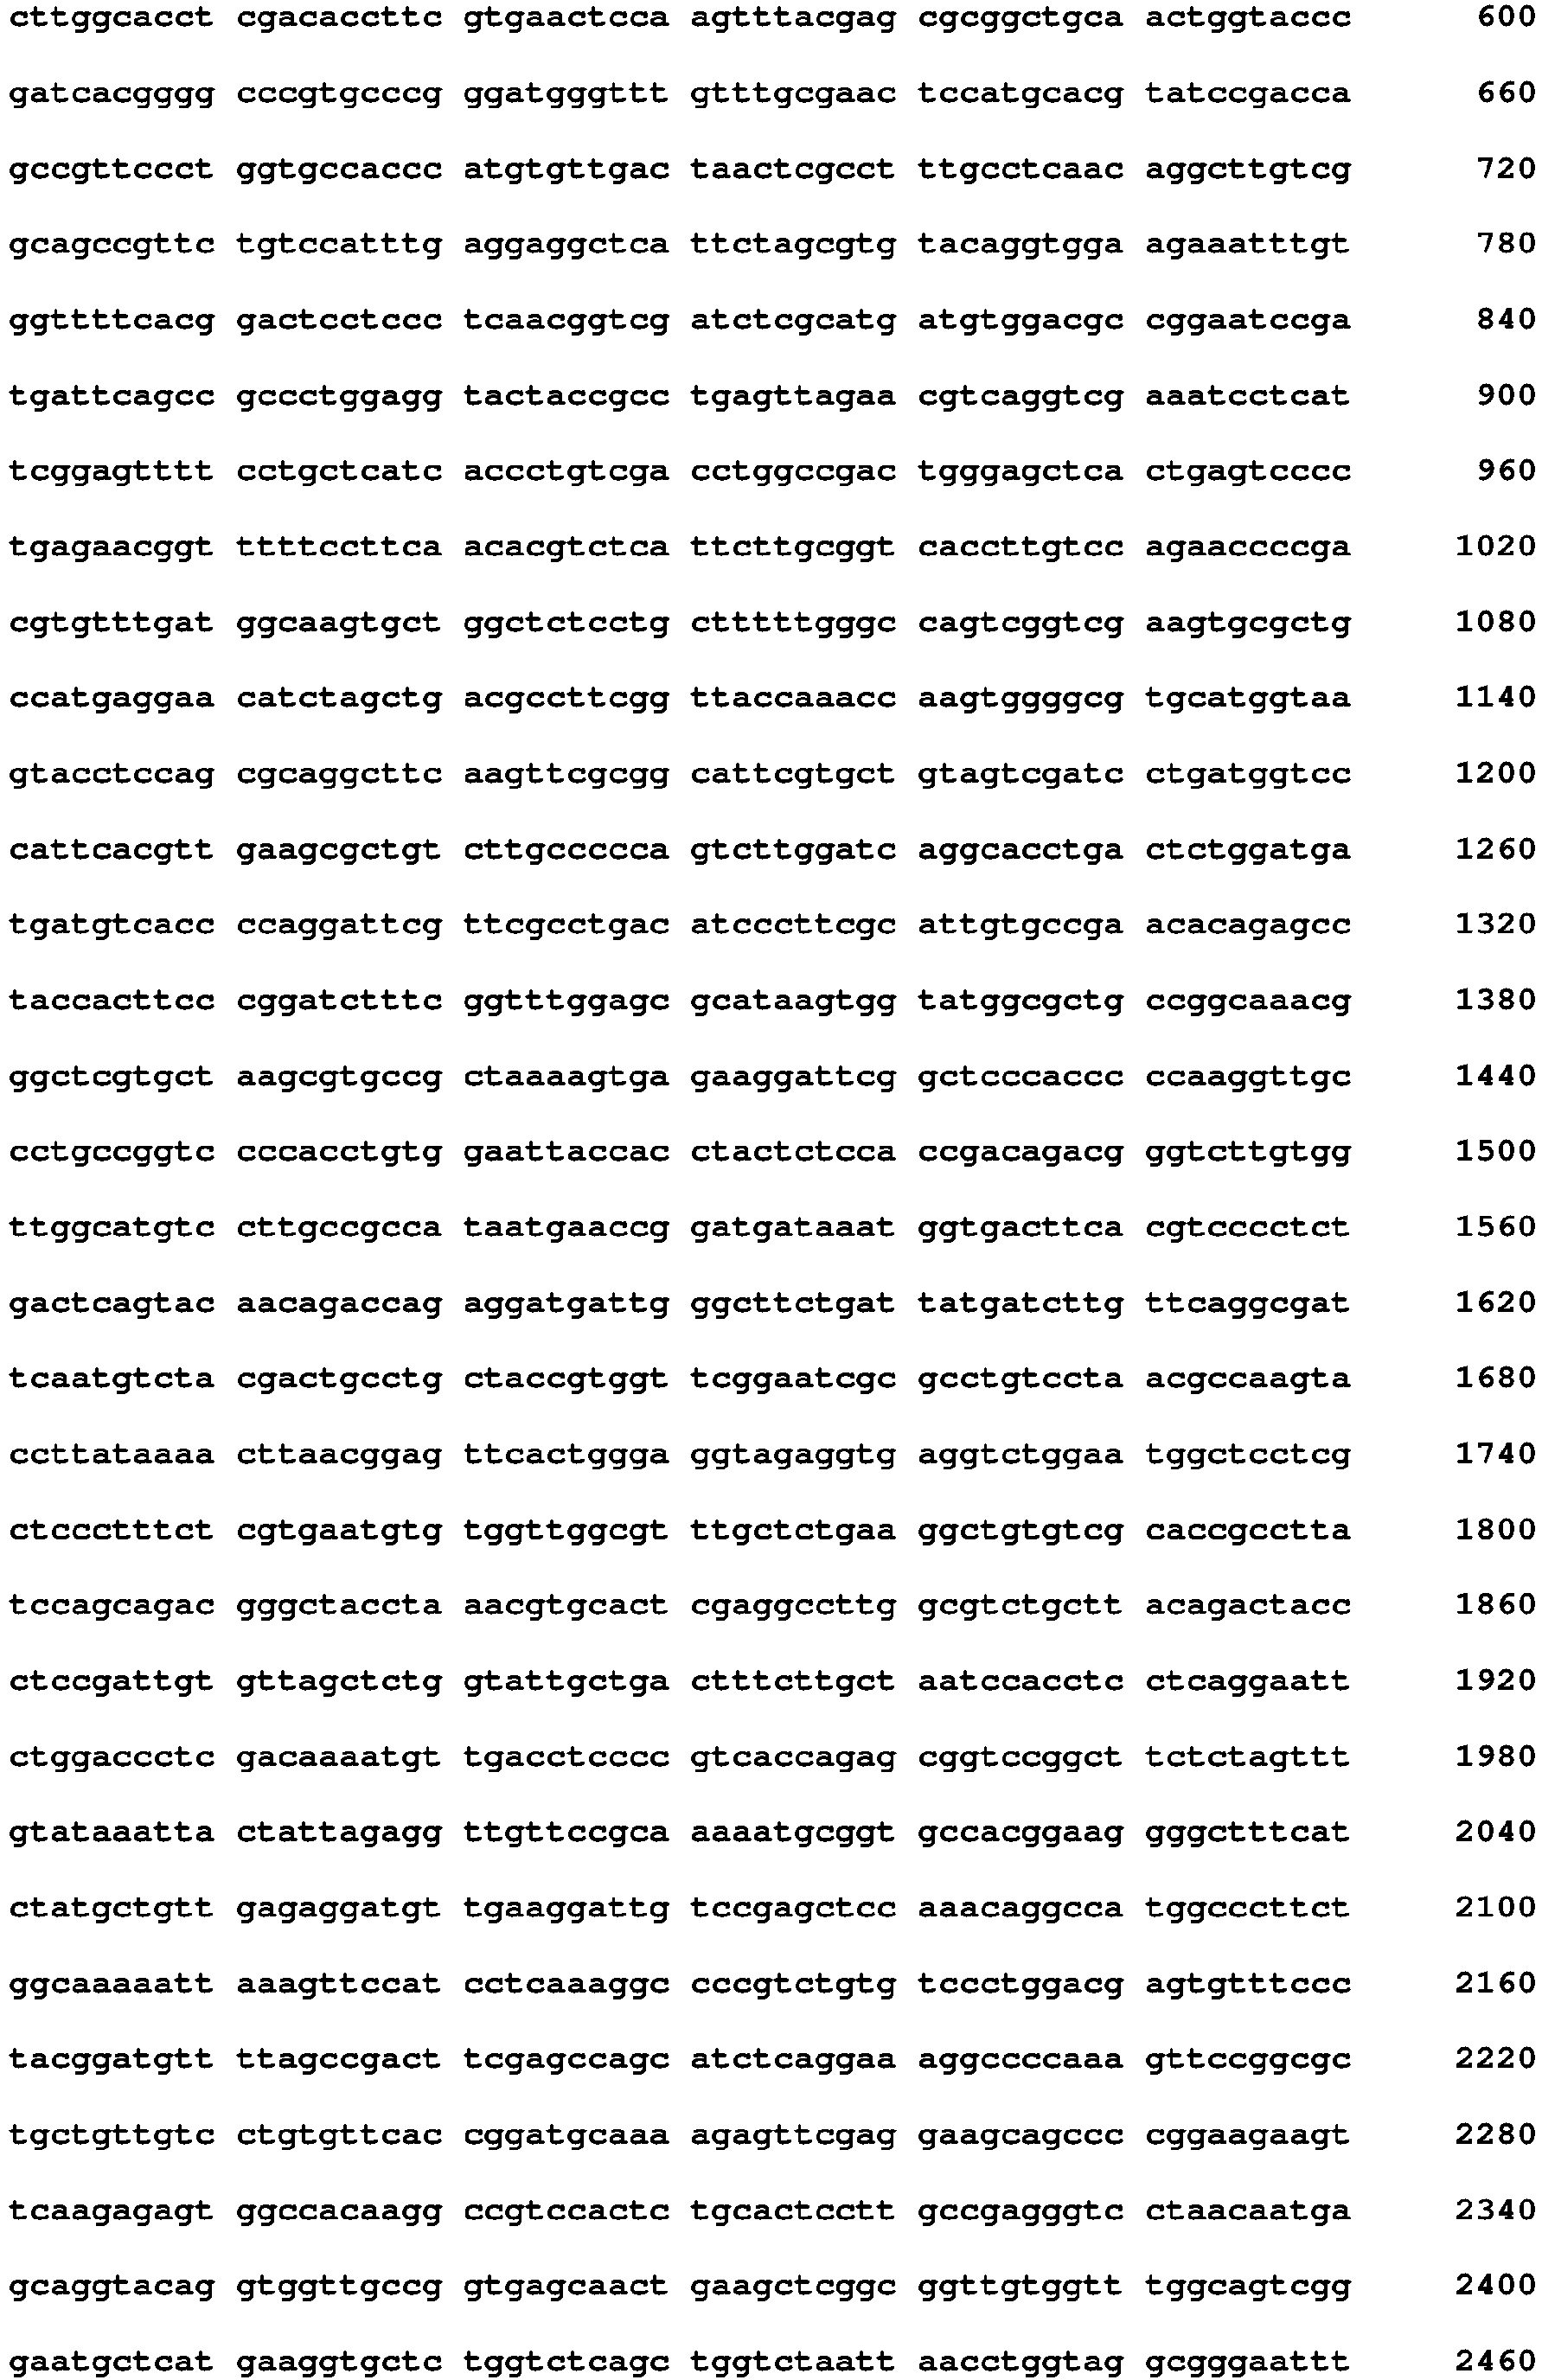 cttggcacct cgacaccttc gtgaactcca agtttacgag cgcggctgca actggtaccc 600
gatcacgggg cccgtgcccg ggatgggttt gtttgcgaac tccatgcacg tatccgacca 660
gccgttccct ggtgccaccc atgtgttgac taactcgcct ttgcctcaac aggcttgtcg 720
gcagccgttc tgtccatttg aggaggctca ttctagcgtg tacaggtgga agaaatttgt 780
ggttttcacg gactcctccc tcaacggtcg atctcgcatg atgtggacgc cggaatccga 840
tgattcagcc gccctggagg tactaccgcc tgagttagaa cgtcaggtcg aaatcctcat 900
tcggagtttt cctgctcatc accctgtcga cctggccgac tgggagctca ctgagtcccc 960
tgagaacggt ttttccttca acacgtctca ttcttgcggt caccttgtcc agaaccccga 1020
cgtgtttgat ggcaagtgct ggctctcctg ctttttgggc cagtcggtcg aagtgcgctg 1080
ccatgaggaa catctagctg acgccttcgg ttaccaaacc aagtggggcg tgcatggtaa 1140
gtacctccag cgcaggcttc aagttcgcgg cattcgtgct gtagtcgatc ctgatggtcc 1200
cattcacgtt gaagcgctgt cttgccccca gtcttggatc aggcacctga ctctggatga 1260
tgatgtcacc ccaggattcg ttcgcctgac atcccttcgc attgtgccga acacagagcc 1320
taccacttcc cggatctttc ggtttggagc gcataagtgg tatggcgctg ccggcaaacg 1380
ggctcgtgct aagcgtgccg ctaaaagtga gaaggattcg gctcccaccc ccaaggttgc 1440
cctgccggtc cccacctgtg gaattaccac ctactctcca ccgacagacg ggtcttgtgg 1500
ttggcatgtc cttgccgcca taatgaaccg gatgataaat ggtgacttca cgtcccctct 1560
gactcagtac aacagaccag aggatgattg ggcttctgat tatgatcttg ttcaggcgat 1620
tcaatgtcta cgactgcctg ctaccgtggt tcggaatcgc gcctgtccta acgccaagta 1680
ccttataaaa cttaacggag ttcactggga ggtagaggtg aggtctggaa tggctcctcg 1740
ctccctttct cgtgaatgtg tggttggcgt ttgctctgaa ggctgtgtcg caccgcctta 1800
tccagcagac gggctaccta aacgtgcact cgaggccttg gcgtctgctt acagactacc 1860
ctccgattgt gttagctctg gtattgctga ctttcttgct aatccacctc ctcaggaatt 1920
ctggaccctc gacaaaatgt tgacctcccc gtcaccagag cggtccggct tctctagttt 1980
gtataaatta ctattagagg ttgttccgca aaaatgcggt gccacggaag gggctttcat 2040
ctatgctgtt gagaggatgt tgaaggattg tccgagctcc aaacaggcca tggcccttct 2100
ggcaaaaatt aaagttccat cctcaaaggc cccgtctgtg tccctggacg agtgtttccc 2160
tacggatgtt ttagccgact tcgagccagc atctcaggaa aggccccaaa gttccggcgc 2220
tgctgttgtc ctgtgttcac cggatgcaaa agagttcgag gaagcagccc cggaagaagt 2280
tcaagagagt ggccacaagg ccgtccactc tgcactcctt gccgagggtc ctaacaatga 2340
gcaggtacag gtggttgccg gtgagcaact gaagctcggc ggttgtggtt tggcagtcgg 2400
gaatgctcat gaaggtgctc tggtctcagc tggtctaatt aacctggtag gcgggaattt 2460